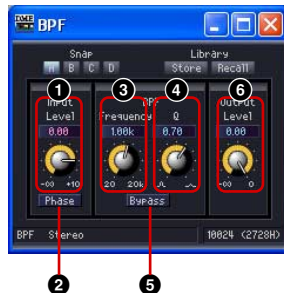 BPF
Snap Library
A B C D Store Recall
1 3 4 6
Input BPF Output
Level Frequency Q Level
0.00 1.00k 0.70 0.00
-∞ +10 20 20k -∞ 0
Phase Bypass
BPF Stereo 10024 (2728H)
2 5